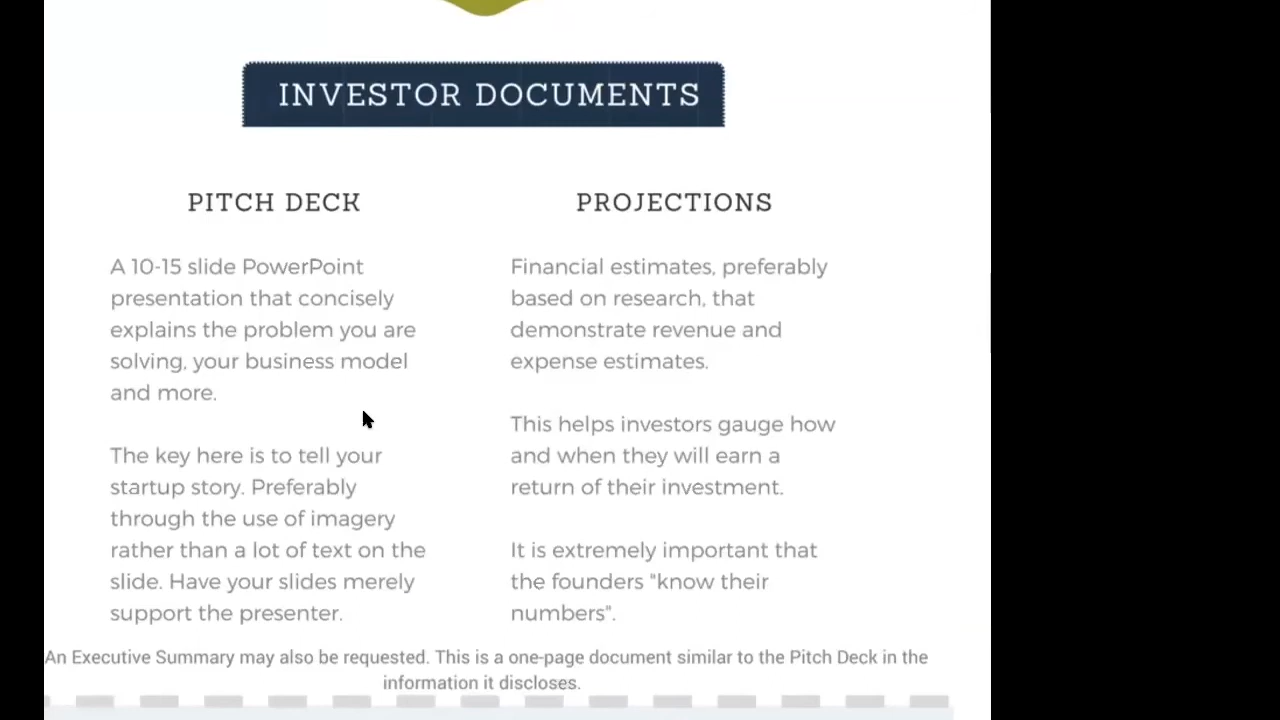 INVESTOR DOCUMENTS
PITCH DECK
A 10-15 slide PowerPoint
presentation that concisely
explains the problem you are
solving, your business model
and more.
The key here is to tell your
startup story. Preferably
through the use of imagery
rather than a lot of text on the
slide. Have your slides merely
support the presenter.
PROJECTIONS
Financial estimates, preferably
based on research, that
demonstrate revenue and
expense estimates.
This helps investors gauge how
and when they will earn a
return of their investment.
It is extremely important that
the founders "know their
numbers".
An Executive Summary may also be requested. This is a one-page document similar to the Pitch Deck in the
information it discloses.